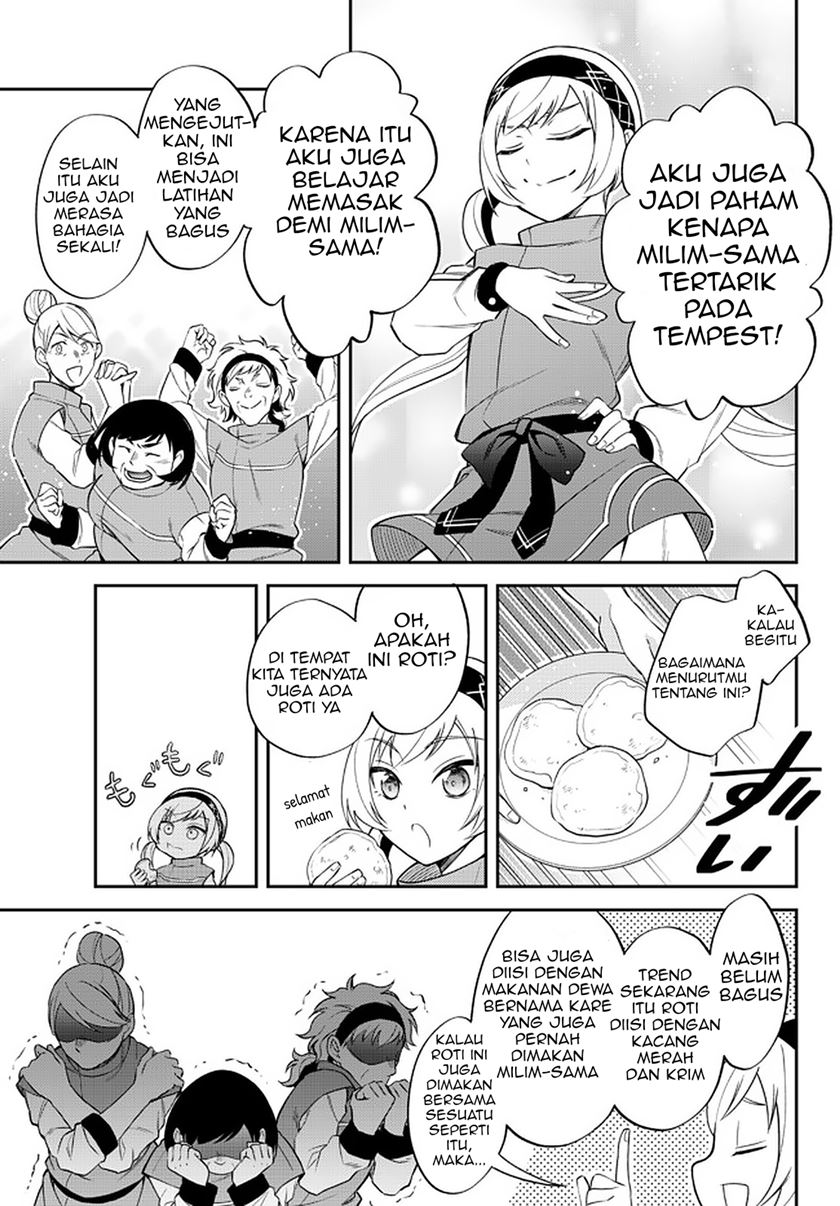 AKU JUGA
JADI PAHAM
KENAPA
MILIM-SAMA
TERTARIK
PADA
TEMPEST!
KARENA ITU
AKU JUGA
BELAJAR
MEMASAK
DEMI MILIM-
SAMA!
YANG
MENGEJUT-
KAN, INI
BISA
MENJADI
LATIHAN
YANG
BAGUS
SELAIN
ITU AKU
JUGA JADI
MERASA
BAHAGIA
SEKALI!
KA-
KALAU
BEGITU
BAGAIMANA
MENURUTMU
TENTANG INI?
ずい
OH,
APAKAH
INI ROTI?
DI TEMPAT
KITA TERNYATA
JUGA ADA
ROTI YA
selamat
makan
もぐもぐ
MASIH
BELUM
BAGUS
TREND
SEKARANG
ITU ROTI
DIISI DENGAN
KACANG
MERAH
DAN KRIM
BISA JUGA
DIISI DENGAN
MAKANAN DEWA
BERNAMA KARE
YANG JUGA
PERNAH
DIMAKAN
MILIM-SAMA
KALAU
ROTI INI
JUGA
DIMAKAN
BERSAMA
SESUATU
SEPERTI
ITU,
MAKA...